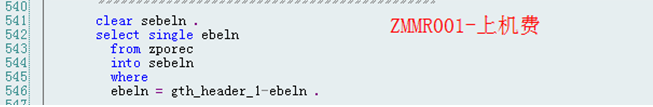 540
541 clear sebeln .
ZMMR001-上机费
542 select single ebeln
543 from zporec
544 into sebeln
545 where
546 ebeln = gth_header_1-ebeln .